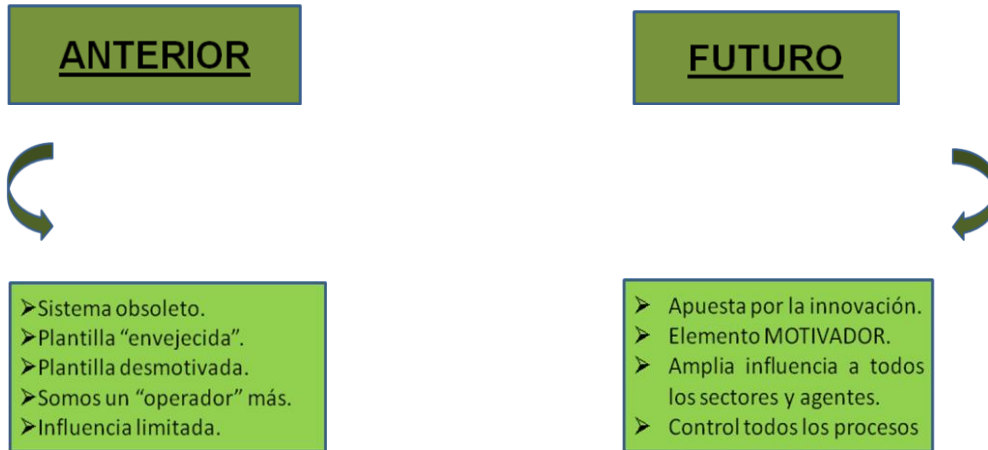 ANTERIOR
FUTURO
➢Sistema obsoleto.
➢Plantilla “envejecida”.
➢Plantilla desmotivada.
➢Somos un “operador” más.
➢Influencia limitada.
➢ Apuesta por la innovación.
➢ Elemento MOTIVADOR.
➢ Amplia influencia a todos
los sectores y agentes.
➢ Control todos los procesos